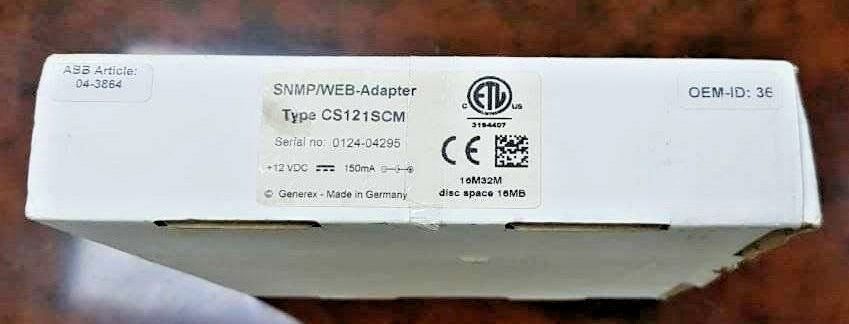 ABB Article:
04-3864
SNMP/WEB-Adapter
Type CS121SCM
Serial no: 0124-04295
+12 VDC 150mA
© Generex - Made in Germany
C ETL US
3194407
CE
16M32M
disc space 16MB
OEM-ID: 36